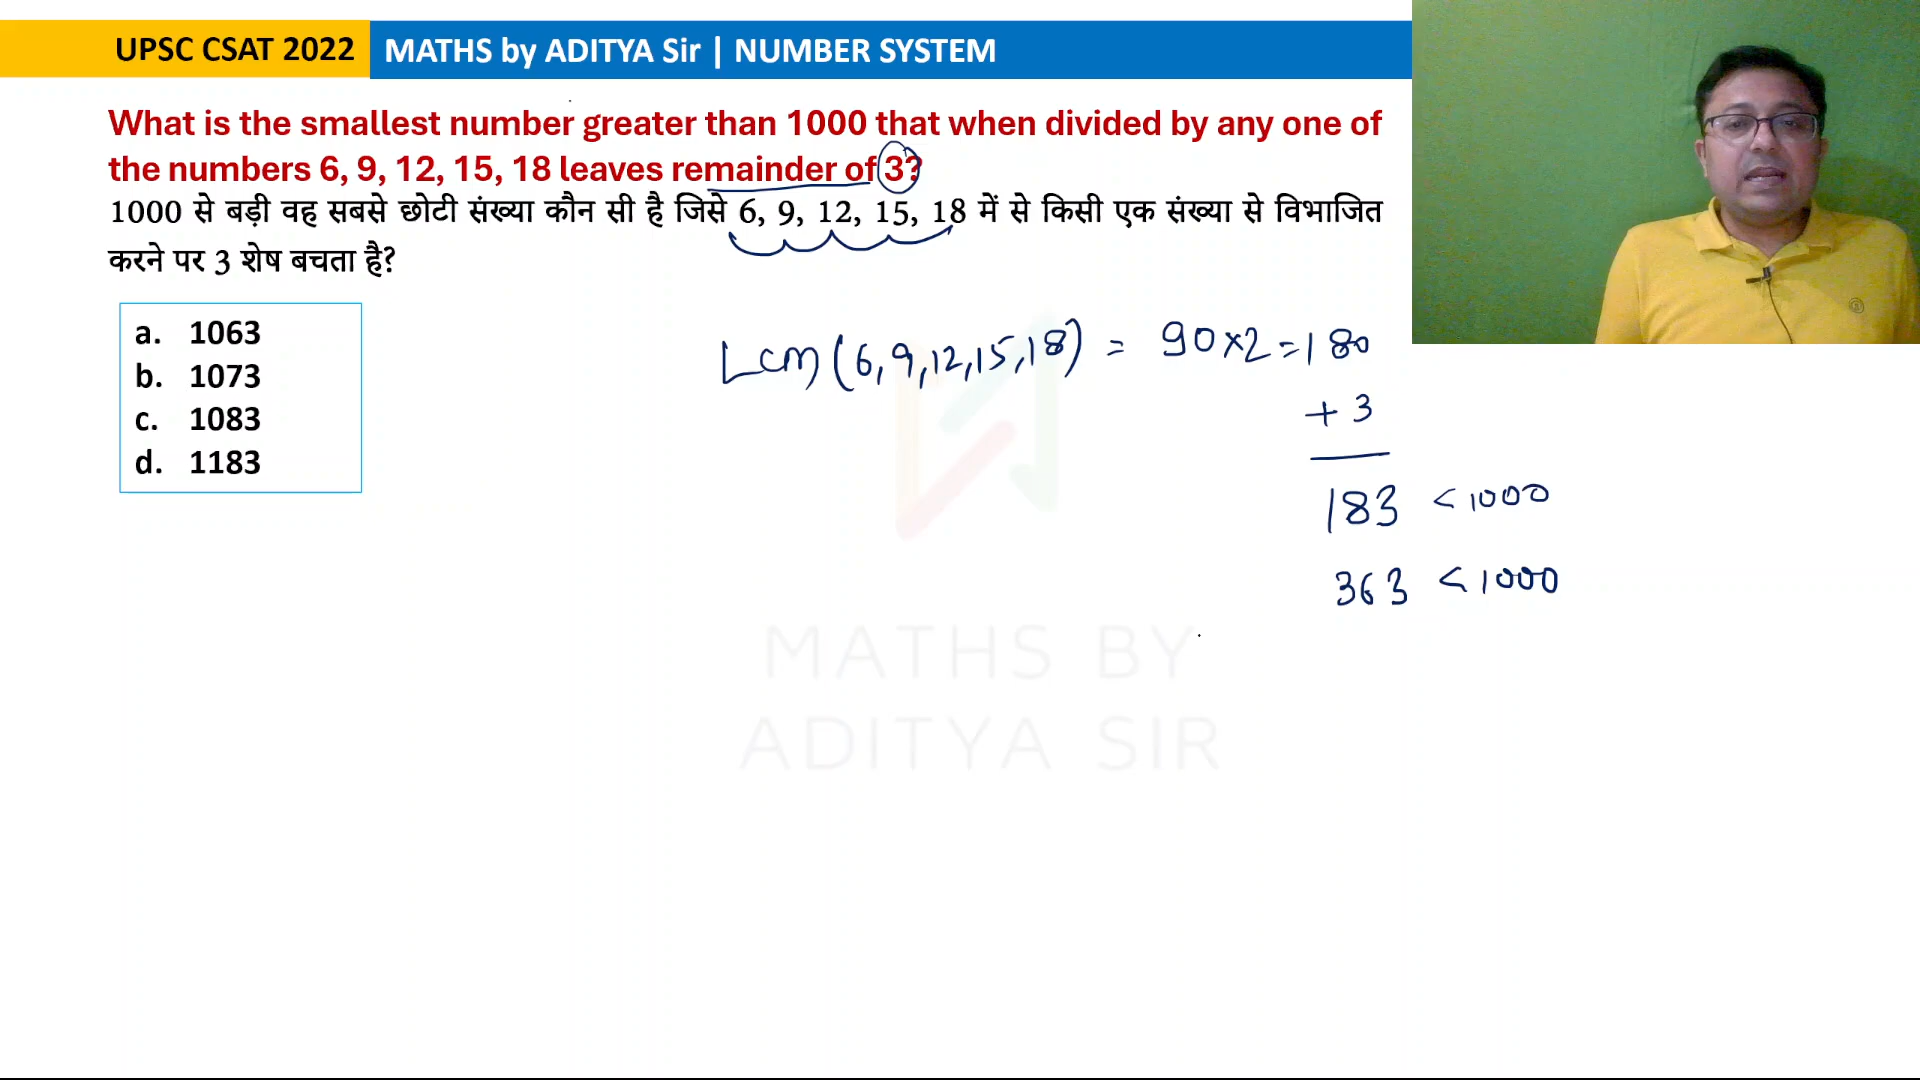 UPSC CSAT 2022
MATHS by ADITYA Sir | NUMBER SYSTEM
What is the smallest number greater than 1000 that when divided by any one of
the numbers 6, 9, 12, 15, 18 leaves remainder of 3?
1000 से बड़ी वह सबसे छोटी संख्या कौन सी है जिसे 6, 9, 12, 15, 18 में से किसी एक संख्या से विभाजित
करने पर 3 शेष बचता है?
a. 1063
b. 1073
c. 1083
d. 1183
Lcm (6,9,12,15,18) = 90×2=180
+ 3
183 < 1000
363 < 1000
MATHS BY
ADITYA SIR